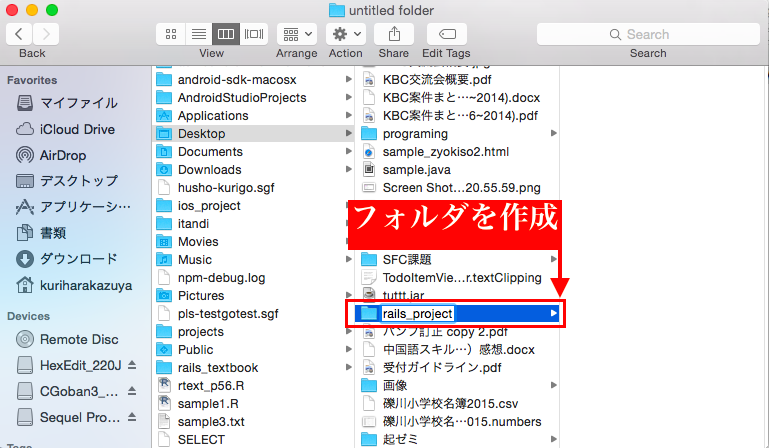 untitled folder
Back
View
Arrange
Action
Share
Edit Tags
Search
Search
Favorites
マイファイル
iCloud Drive
AirDrop
デスクトップ
アプリケーシ…
書類
ダウンロード
kuriharakazuya
Devices
Remote Disc
HexEdit_220J
CGoban3_…
Sequel Pro…
Tags
android-sdk-macosx
AndroidStudioProjects
Applications
Desktop
Documents
Downloads
husho-kurigo.sgf
ios_project
itandi
Movies
Music
npm-debug.log
Pictures
pls-testgotest.sgf
projects
Public
rails_textbook
rtext_p56.R
sample1.R
sample3.txt
SELECT
KBC交流会概要.pdf
KBC案件まと…~2014).docx
KBC案件まと…6~2014).pdf
programing
sample_zyokiso2.html
sample.java
Screen Shot…20.55.59.png
フォルダを作成
SFC課題
TodoItemVie…r.textClipping
tuttt.jar
rails_project
パンフ訂正 copy 2.pdf
中国語スキル…）感想.docx
受付ガイドライン.pdf
画像
礫川小学校名簿2015.csv
礫川小学校名…015.numbers
起ゼミ